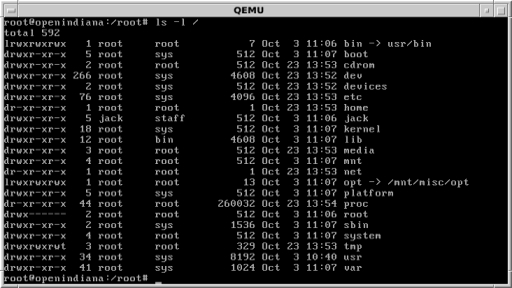 QEMU
root@openindiana:/root# ls -l /
total 592
lrwxrwxrwx   1 root     root           7 Oct  3 11:06 bin -> usr/bin
drwxr-xr-x   5 root     sys          512 Oct  3 11:07 boot
drwxr-xr-x   2 root     root         512 Oct 23 13:53 cdrom
drwxr-xr-x 266 root     sys         4608 Oct 23 13:52 dev
drwxr-xr-x   2 root     sys          512 Oct 23 13:52 devices
drwxr-xr-x  76 root     sys         4096 Oct 23 13:53 etc
dr-xr-xr-x   1 root     root           1 Oct 23 13:53 home
drwxr-xr-x   5 jack     staff        512 Oct  3 11:06 jack
drwxr-xr-x  18 root     sys          512 Oct  3 11:07 kernel
drwxr-xr-x  12 root     bin         4608 Oct  3 11:07 lib
drwxr-xr-x   3 root     root         512 Oct 23 13:53 media
drwxr-xr-x   4 root     root         512 Oct  3 11:07 mnt
dr-xr-xr-x   1 root     root           1 Oct 23 13:53 net
lrwxrwxrwx   1 root     root          13 Oct  3 11:07 opt -> /mnt/misc/opt
drwxr-xr-x   5 root     sys          512 Oct  3 11:07 platform
dr-xr-xr-x  44 root     root      260032 Oct 23 13:54 proc
drwx------   2 root     root         512 Oct  3 11:06 root
drwxr-xr-x   2 root     sys         1536 Oct  3 11:07 sbin
drwxr-xr-x   4 root     root         512 Oct  3 11:07 system
drwxrwxrwt   3 root     root         329 Oct 23 13:53 tmp
drwxr-xr-x  34 root     sys         8192 Oct  3 10:40 usr
drwxr-xr-x  41 root     sys         1024 Oct  3 11:07 var
root@openindiana:/root# _